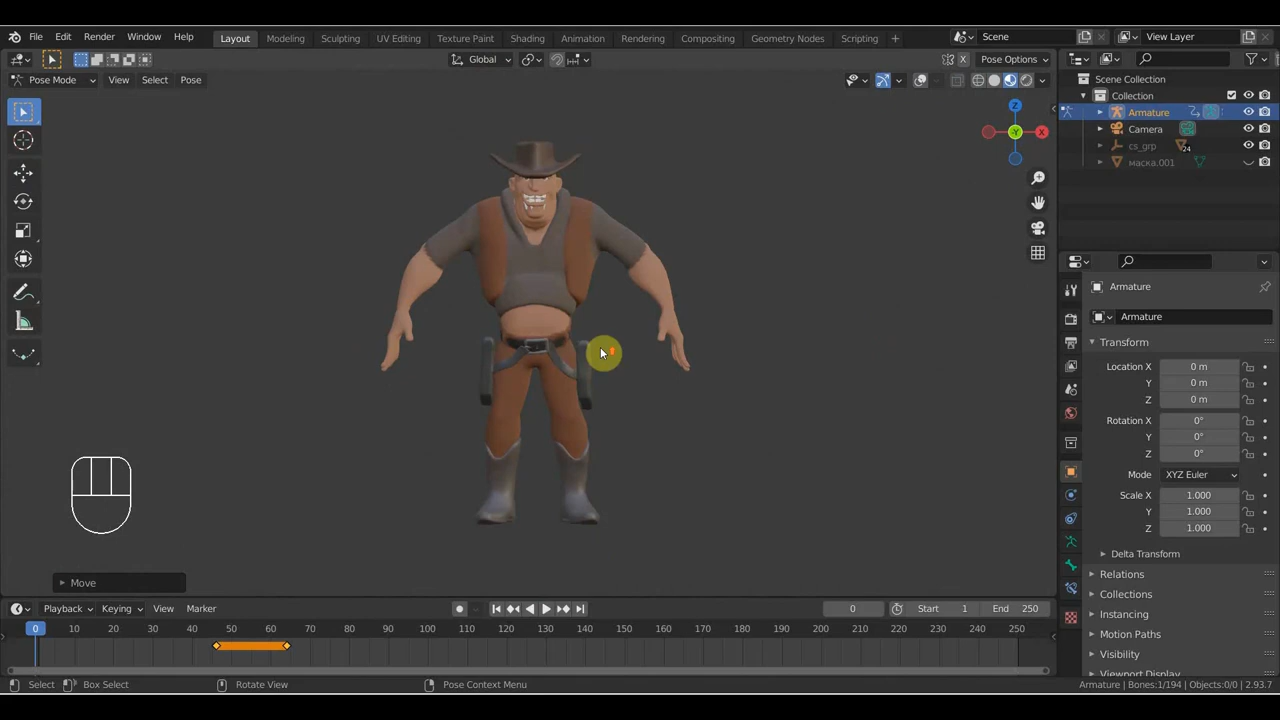 File Edit Render Window Help Layout Modeling Sculpting UV Editing Texture Paint Shading Animation Rendering Compositing Geometry Nodes Scripting + Scene View Layer
Global Pose Options
Pose Mode View Select Pose
Scene Collection
Collection
Armature
Camera
cs_grp 24
маска.001
Z
-Y X
Armature
Armature
Transform
Location X 0 m
Y 0 m
Z 0 m
Rotation X 0°
Y 0°
Z 0°
Mode XYZ Euler
Scale X 1.000
Y 1.000
Z 1.000
Delta Transform
Relations
Collections
Instancing
Motion Paths
Visibility
Viewport Display
Move
Playback Keying View Marker 0 Start 1 End 250
0 10 20 30 40 50 60 70 80 90 100 110 120 130 140 150 160 170 180 190 200 210 220 230 240 250
Select Box Select Rotate View Pose Context Menu Armature | Bones:1/194 | Objects:0/0 | 2.93.7